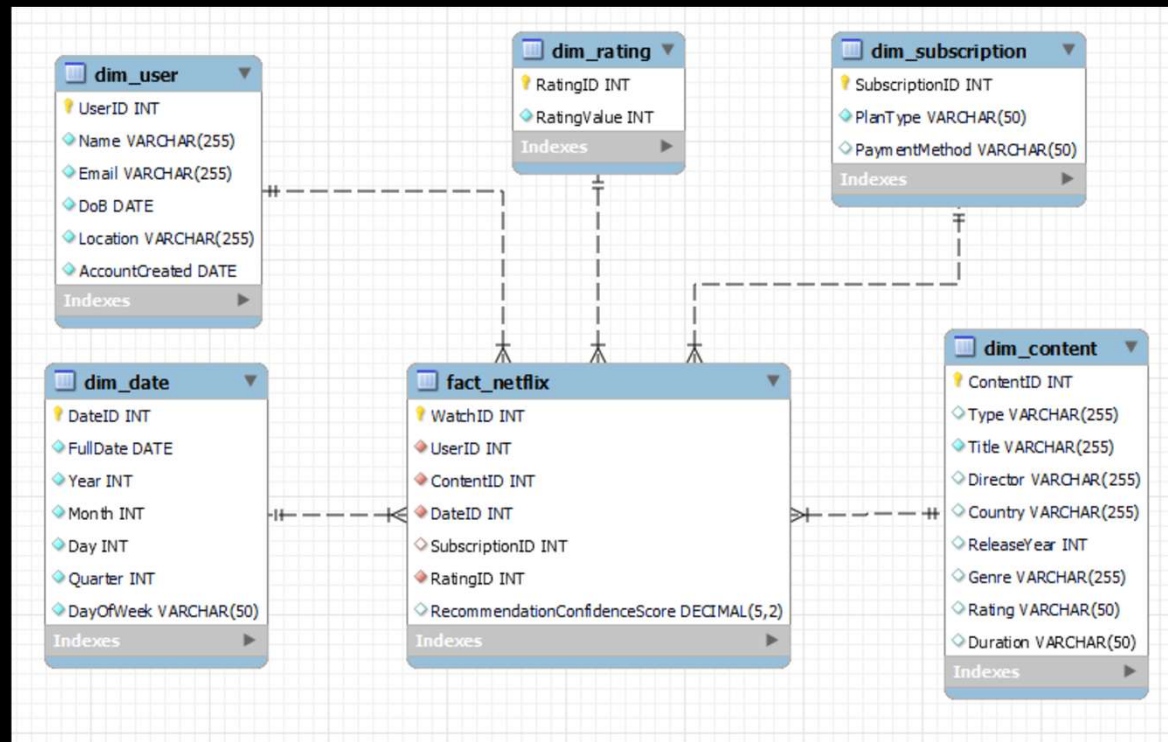 dim_user
UserID INT
Name VARCHAR(255)
Email VARCHAR(255)
DoB DATE
Location VARCHAR(255)
AccountCreated DATE
Indexes
dim_rating
RatingID INT
RatingValue INT
Indexes
dim_subscription
SubscriptionID INT
PlanType VARCHAR(50)
PaymentMethod VARCHAR(50)
Indexes
dim_date
DateID INT
FullDate DATE
Year INT
Month INT
Day INT
Quarter INT
DayOfWeek VARCHAR(50)
Indexes
fact_netflix
WatchID INT
UserID INT
ContentID INT
DateID INT
SubscriptionID INT
RatingID INT
RecommendationConfidenceScore DECIMAL(5,2)
Indexes
dim_content
ContentID INT
Type VARCHAR(255)
Title VARCHAR(255)
Director VARCHAR(255)
Country VARCHAR(255)
ReleaseYear INT
Genre VARCHAR(255)
Rating VARCHAR(50)
Duration VARCHAR(50)
Indexes